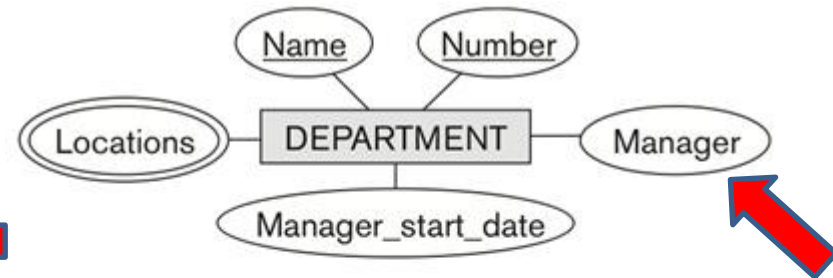 Name Number
Locations DEPARTMENT Manager
Manager_start_date